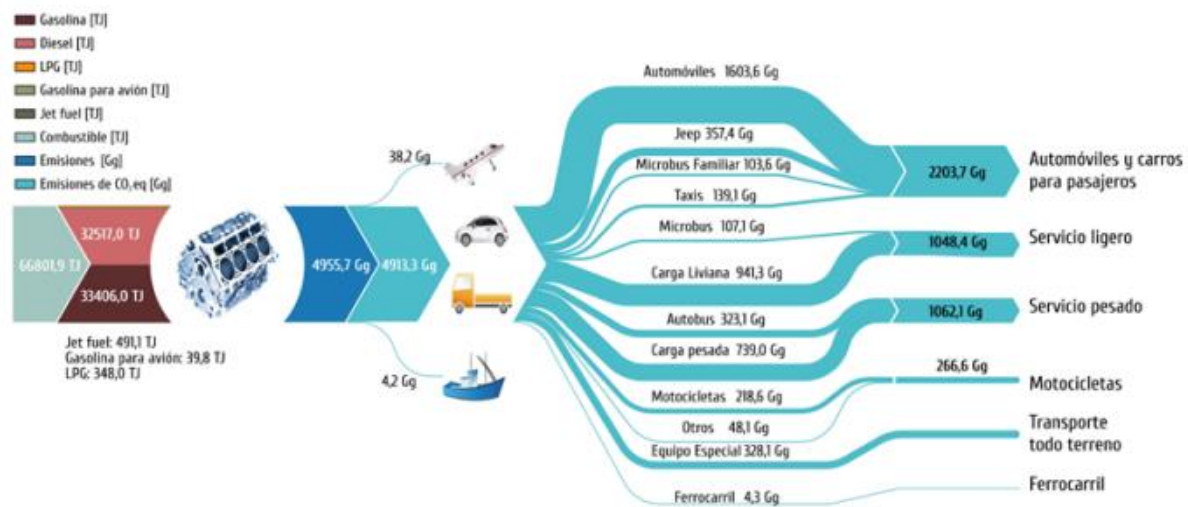 Gasolina [TJ]
Diesel [TJ]
LPG [TJ]
Gasolina para avión [TJ]
Jet fuel [TJ]
Combustible [TJ]
Emisiones [Gg]
Emisiones de CO₂eq [Gg]
66801,9 TJ
32517,0 TJ
33406,0 TJ
Jet fuel: 491,1 TJ
Gasolina para avión: 39,8 TJ
LPG: 348,0 TJ
4955,7 Gg
4913,3 Gg
38,2 Gg
4,2 Gg
Automóviles 1603,6 Gg
Jeep 357,4 Gg
Microbus Familiar 103,6 Gg
Taxis 139,1 Gg
Microbus 107,1 Gg
Carga Liviana 941,3 Gg
Autobus 323,1 Gg
Carga pesada 739,0 Gg
Motocicletas 218,6 Gg
Otros 48,1 Gg
Equipo Especial 328,1 Gg
Ferrocarril 4,3 Gg
2203,7 Gg
Automóviles y carros
para pasajeros
1048,4 Gg
Servicio ligero
1062,1 Gg
Servicio pesado
266,6 Gg
Motocicletas
Transporte
todo terreno
Ferrocarril